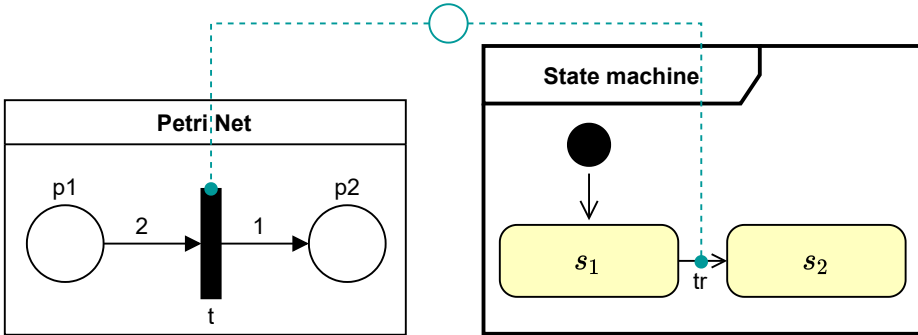 State machine
Petri Net
p1
2
1
p2
t
s₁
tr
s₂